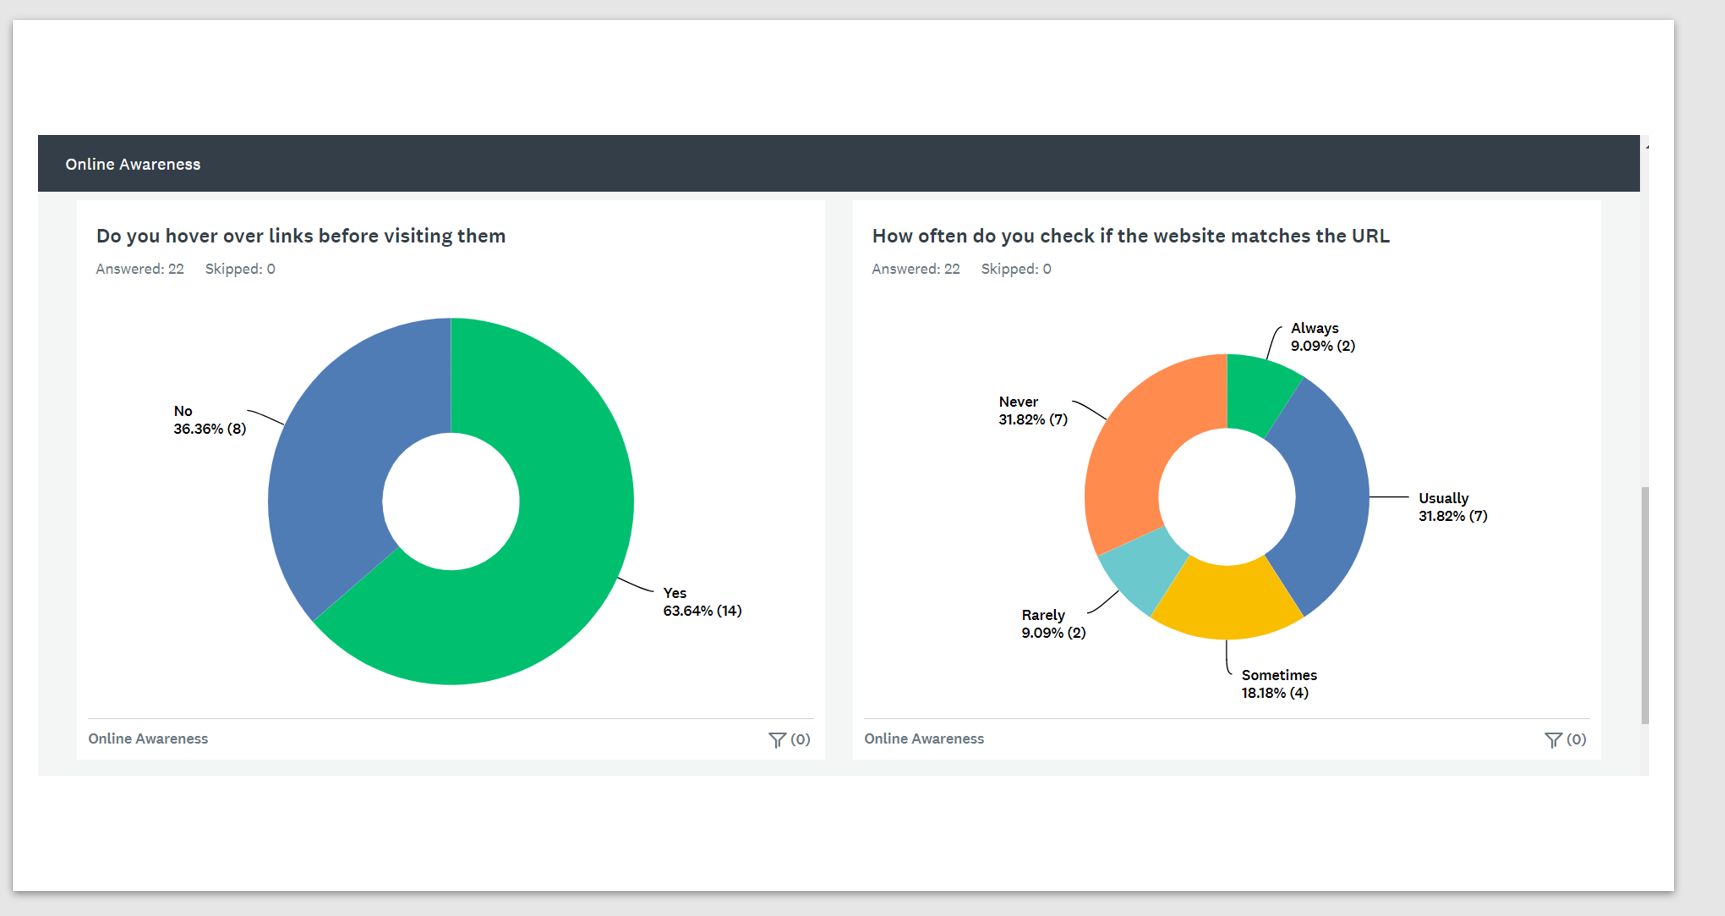 Online Awareness
Do you hover over links before visiting them
Answered: 22 Skipped: 0
No
36.36% (8)
Yes
63.64% (14)
Online Awareness
(0)
How often do you check if the website matches the URL
Answered: 22 Skipped: 0
Always
9.09% (2)
Never
31.82% (7)
Usually
31.82% (7)
Rarely
9.09% (2)
Sometimes
18.18% (4)
Online Awareness
(0)